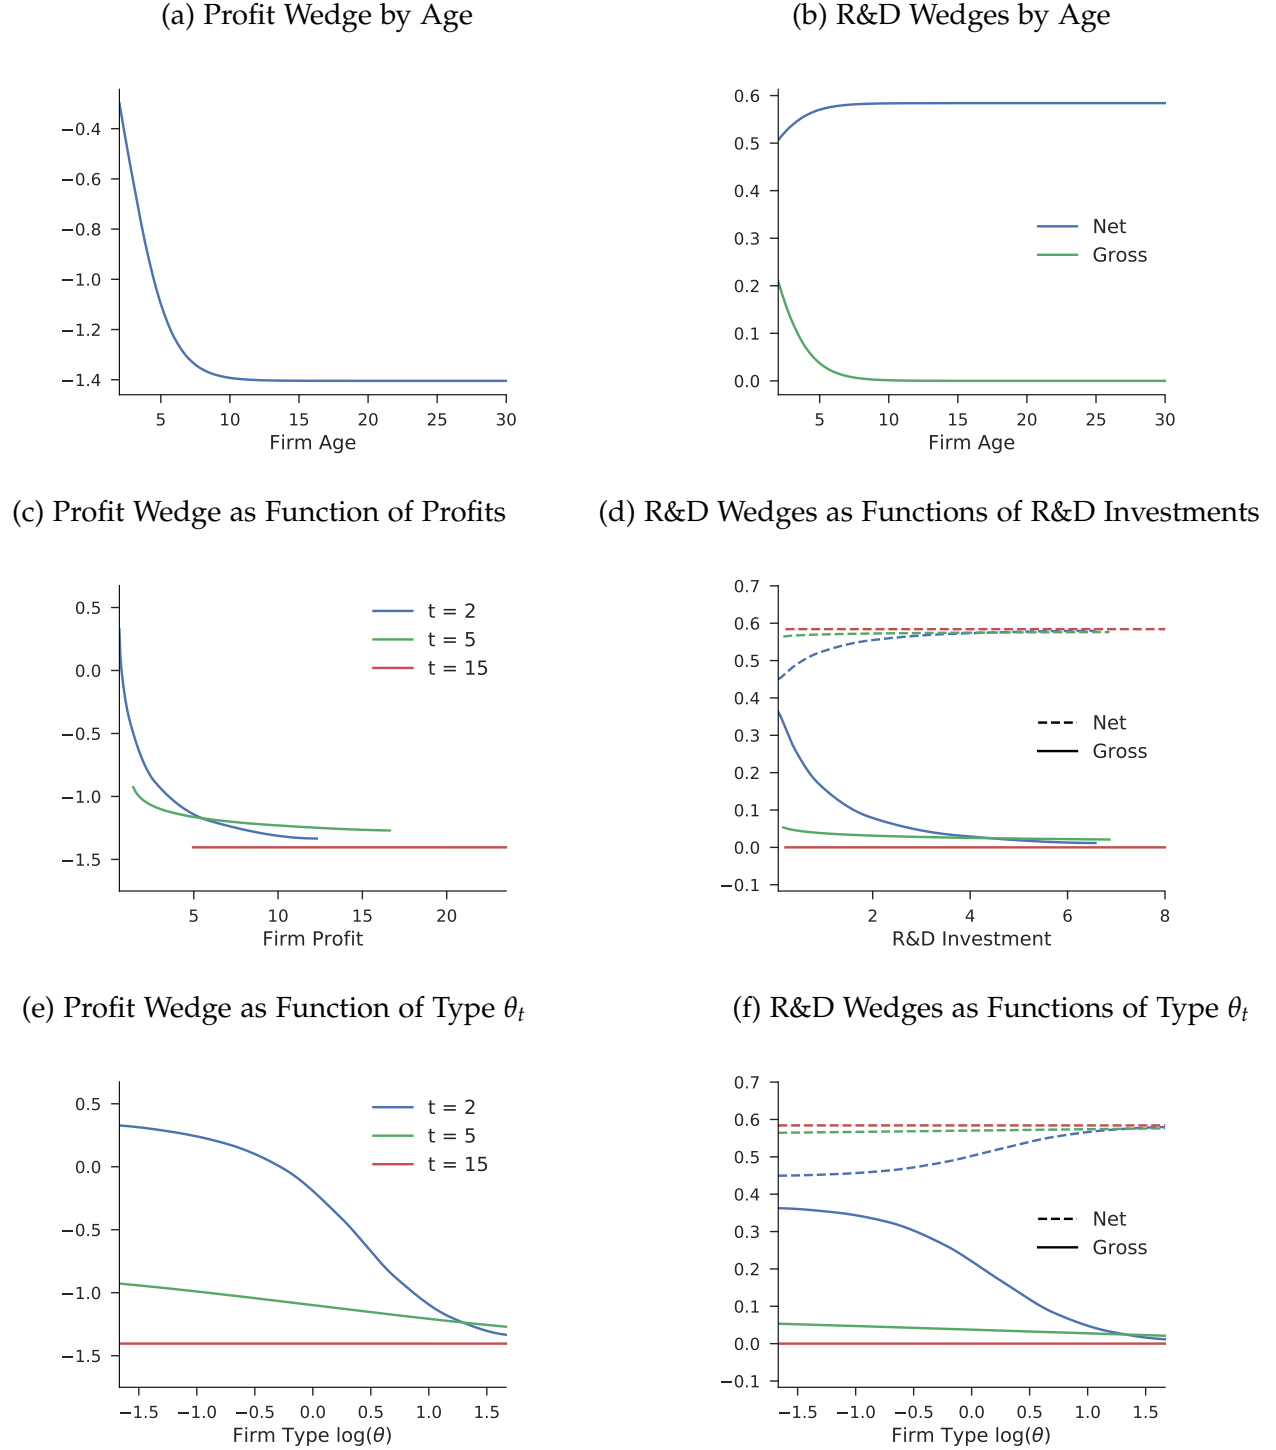 (a) Profit Wedge by Age
−0.4
−0.6
−0.8
−1.0
−1.2
−1.4
5 10 15 20 25 30
Firm Age
(b) R&D Wedges by Age
0.6
0.5
0.4
0.3
0.2
0.1
0.0
Net
Gross
5 10 15 20 25 30
Firm Age
(c) Profit Wedge as Function of Profits
0.5
0.0
−0.5
−1.0
−1.5
t = 2
t = 5
t = 15
5 10 15 20
Firm Profit
(d) R&D Wedges as Functions of R&D Investments
0.7
0.6
0.5
0.4
0.3
0.2
0.1
0.0
−0.1
Net
Gross
2 4 6 8
R&D Investment
(e) Profit Wedge as Function of Type θt
0.5
0.0
−0.5
−1.0
−1.5
t = 2
t = 5
t = 15
−1.5 −1.0 −0.5 0.0 0.5 1.0 1.5
Firm Type log(θ)
(f) R&D Wedges as Functions of Type θt
0.7
0.6
0.5
0.4
0.3
0.2
0.1
0.0
−0.1
Net
Gross
−1.5 −1.0 −0.5 0.0 0.5 1.0 1.5
Firm Type log(θ)